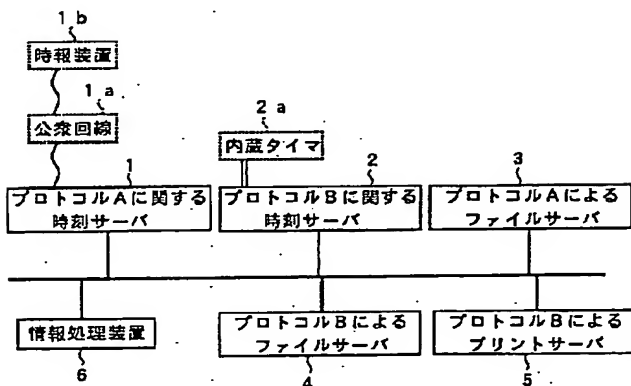 1 b
時報装置
1 a
公衆回線
2 a
内蔵タイマ
1
プロトコルAに関する
時刻サーバ
2
プロトコルBに関する
時刻サーバ
3
プロトコルAによる
ファイルサーバ
情報処理装置
6
プロトコルBによる
ファイルサーバ
4
プロトコルBによる
プリントサーバ
5